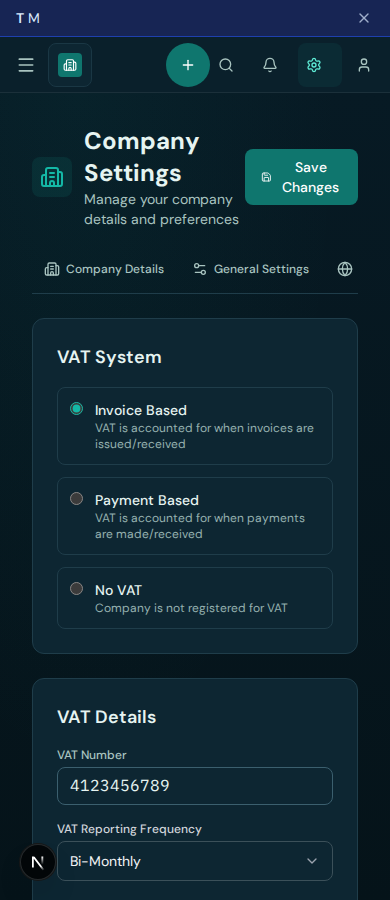 TM
Company
Settings
Manage your company
details and preferences
Save
Changes
Company Details
General Settings
VAT System
Invoice Based
VAT is accounted for when invoices are
issued/received
Payment Based
VAT is accounted for when payments
are made/received
No VAT
Company is not registered for VAT
VAT Details
VAT Number
4123456789
VAT Reporting Frequency
N
Bi-Monthly